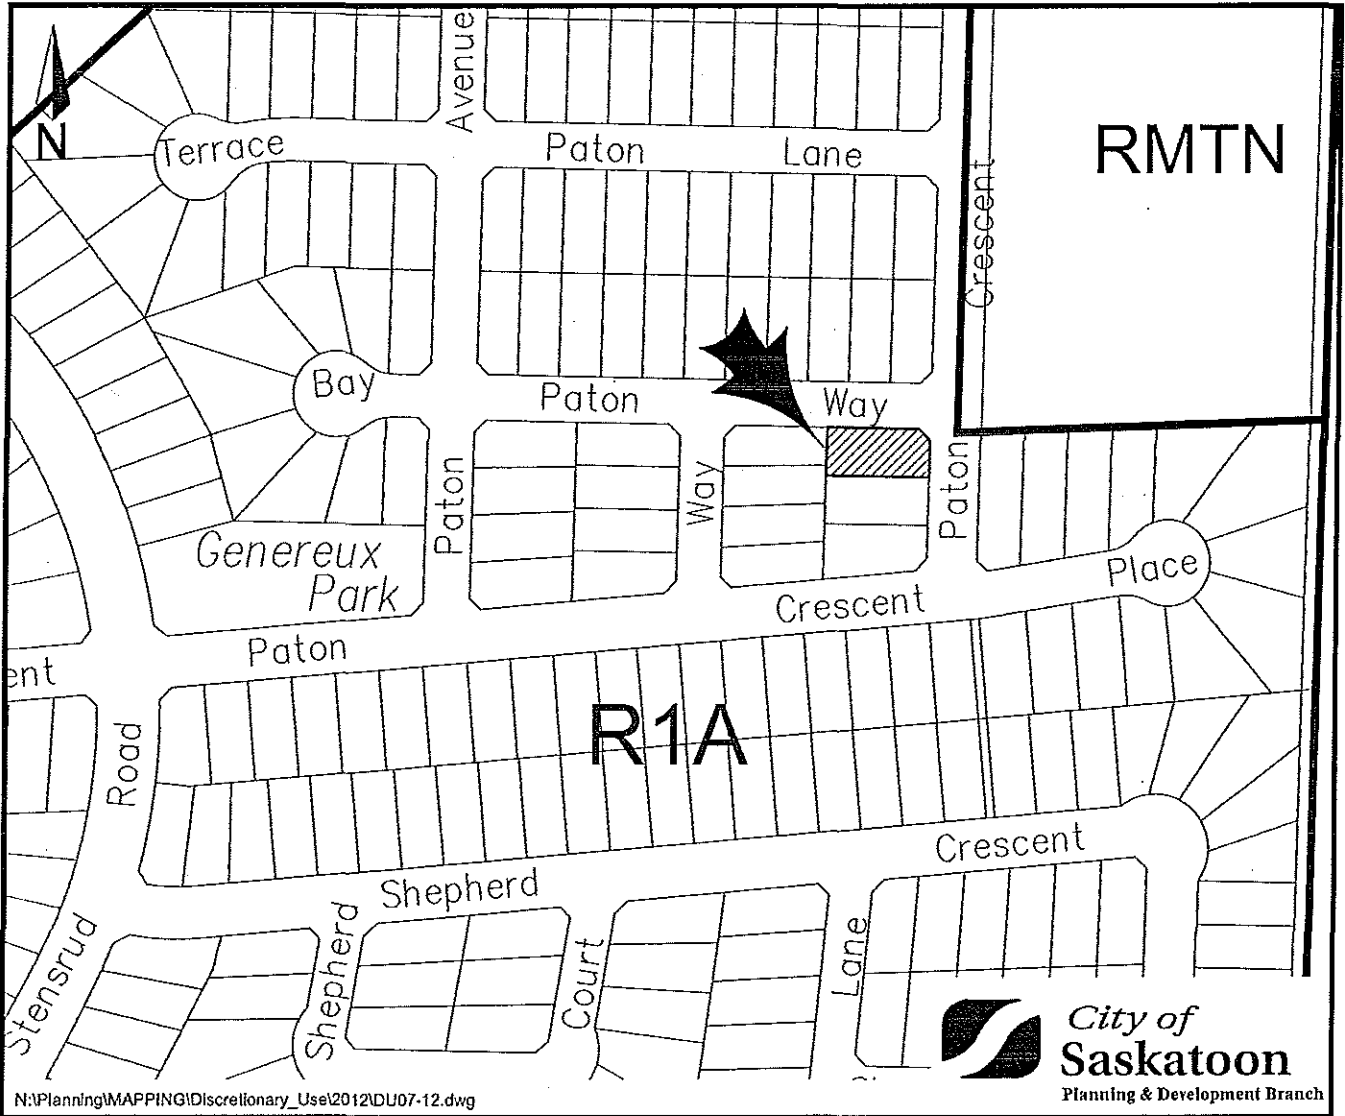 N
Terrace
Avenue
Paton Lane
Crescent
RMTN
Bay
Paton Way
Paton
Way
Paton
Genereux
Park
Place
Crescent
Paton
ent
R1A
Road
Crescent
Shepherd
Stensrud
Shepherd
Court
Lane
City of
Saskatoon
Planning & Development Branch
N:\Planning\MAPPING\Discretionary_Use\2012\DU07-12.dwg